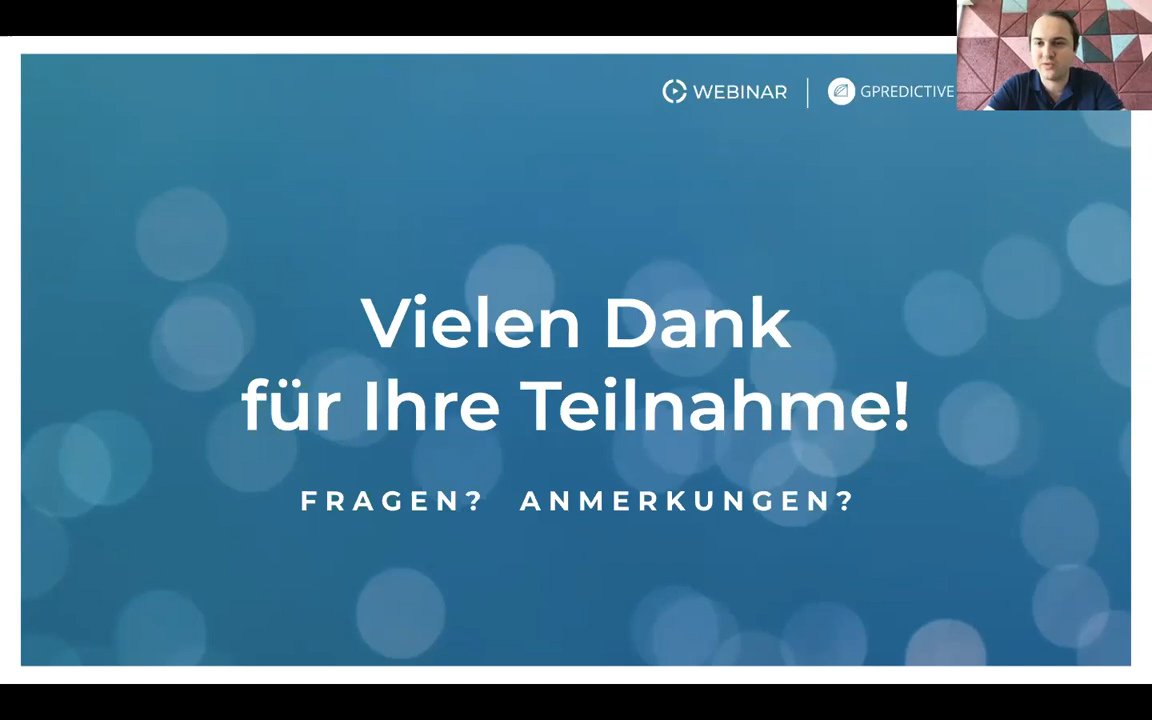 WEBINAR | GPREDICTIVE
Vielen Dank
für Ihre Teilnahme!
FRAGEN? ANMERKUNGEN?